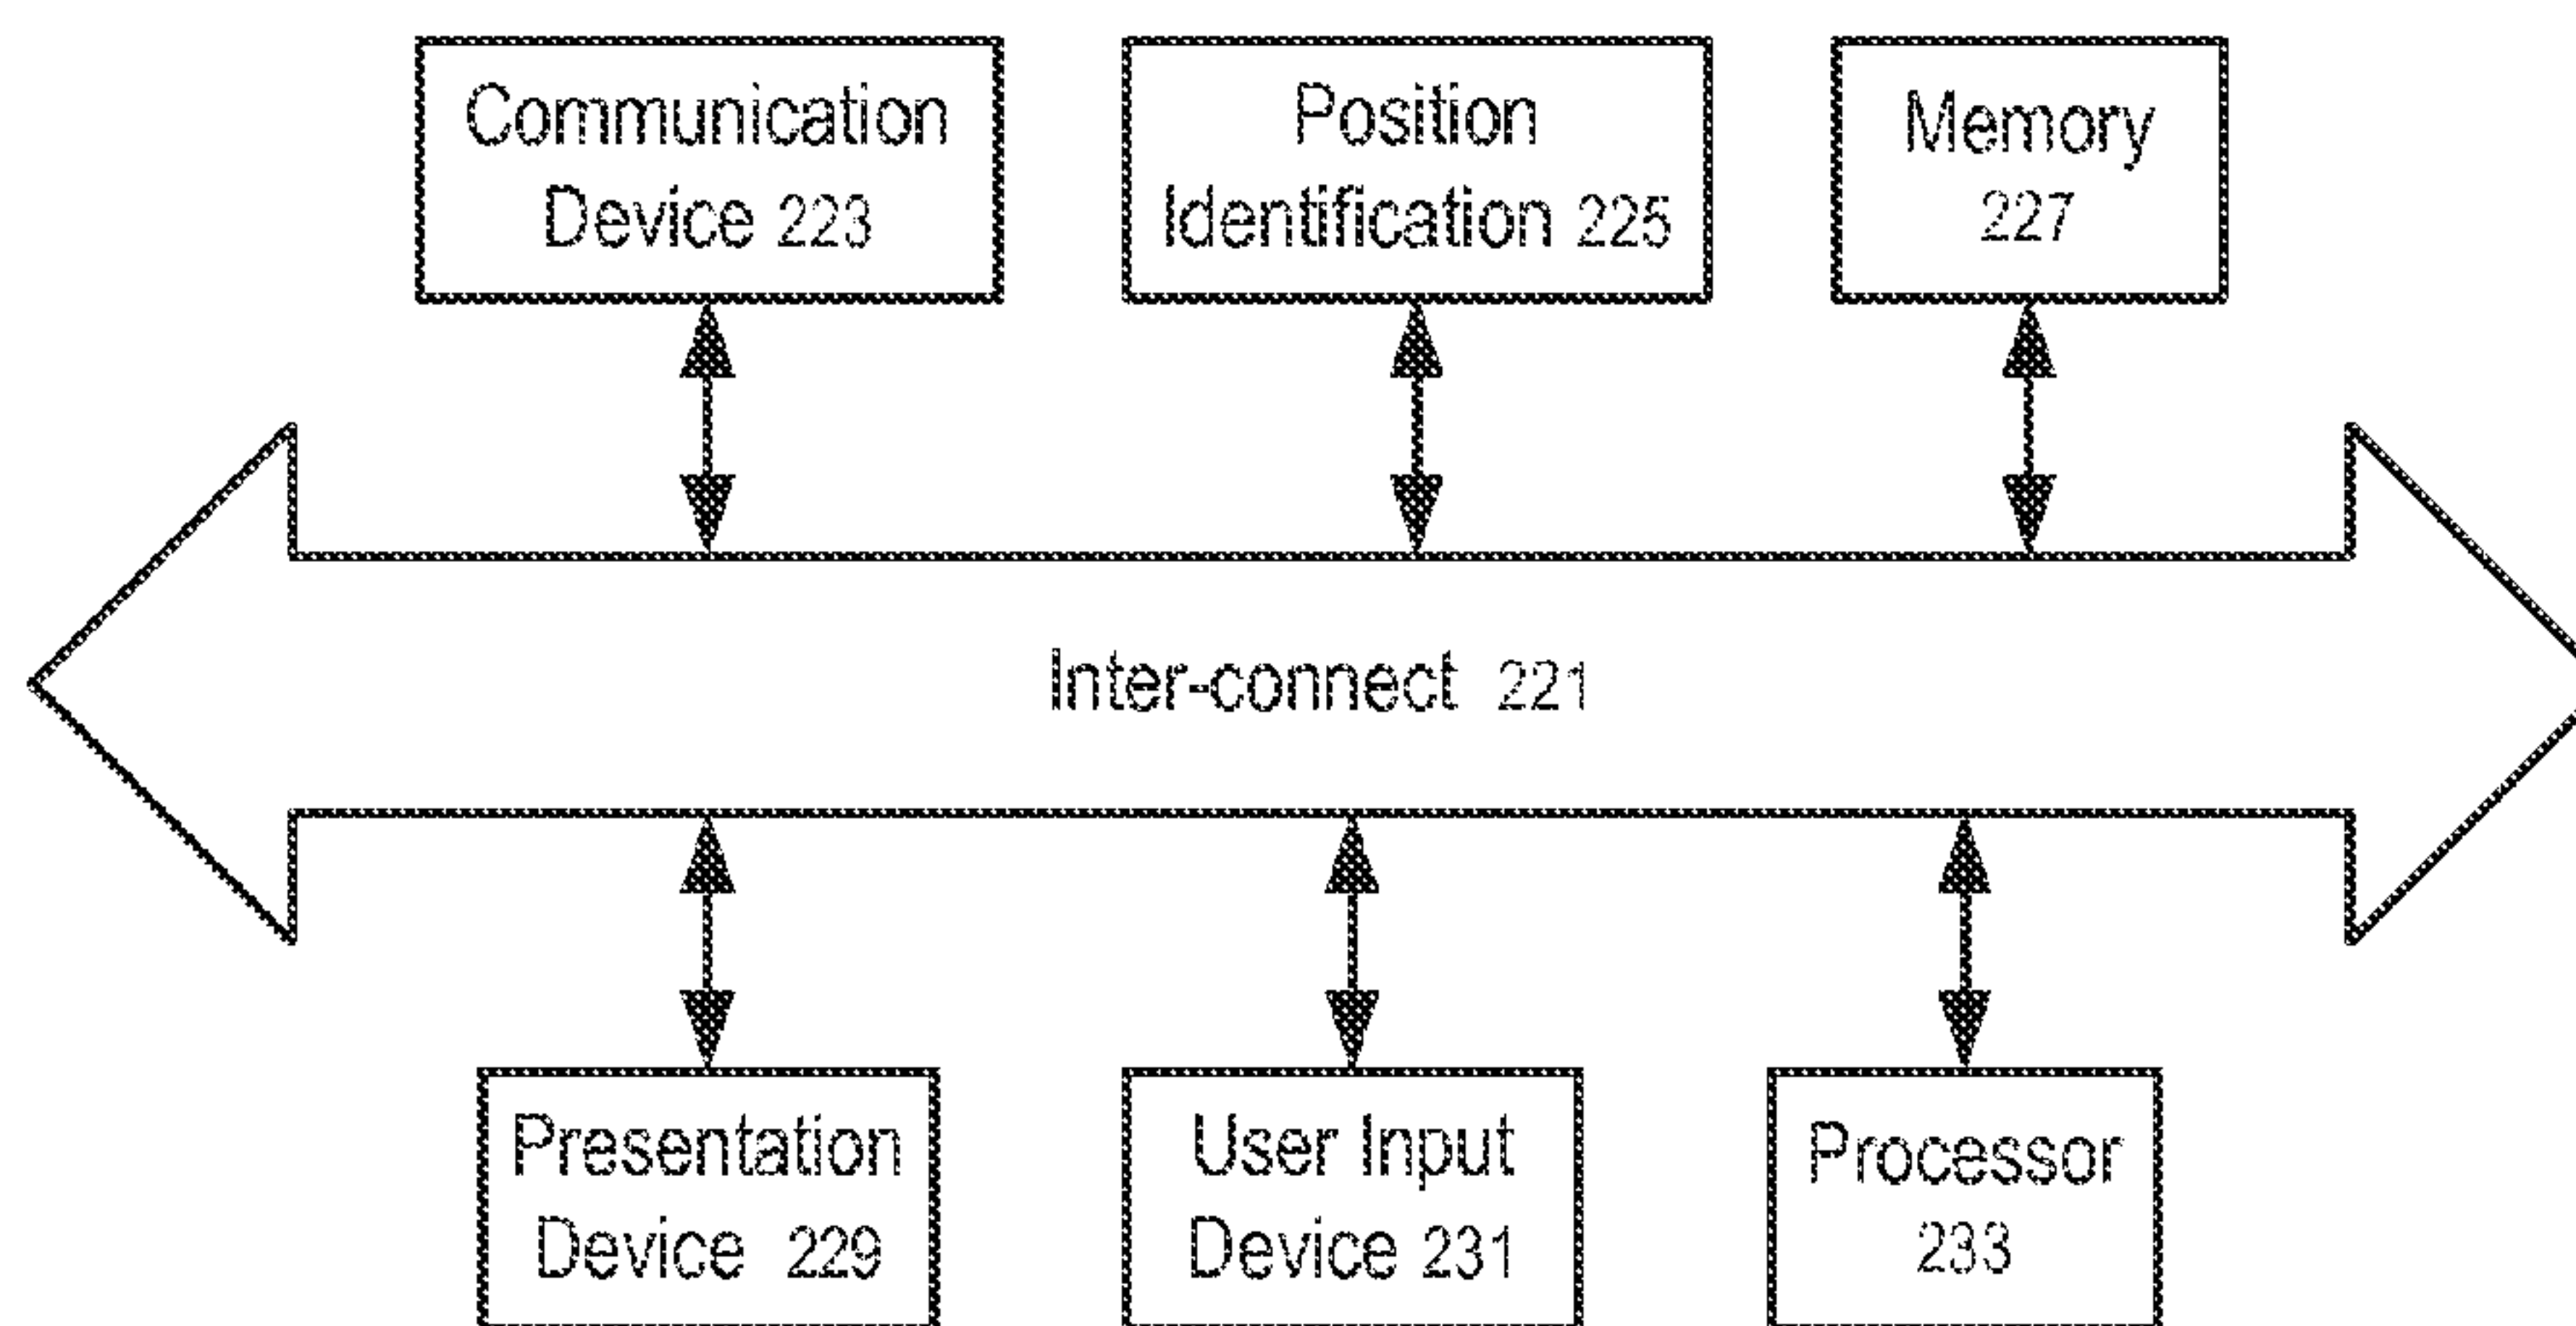 Communication
Device 223
Position
Identification 225
Memory
227
Inter-connect 221
Presentation
Device 229
User Input
Device 231
Processor
233